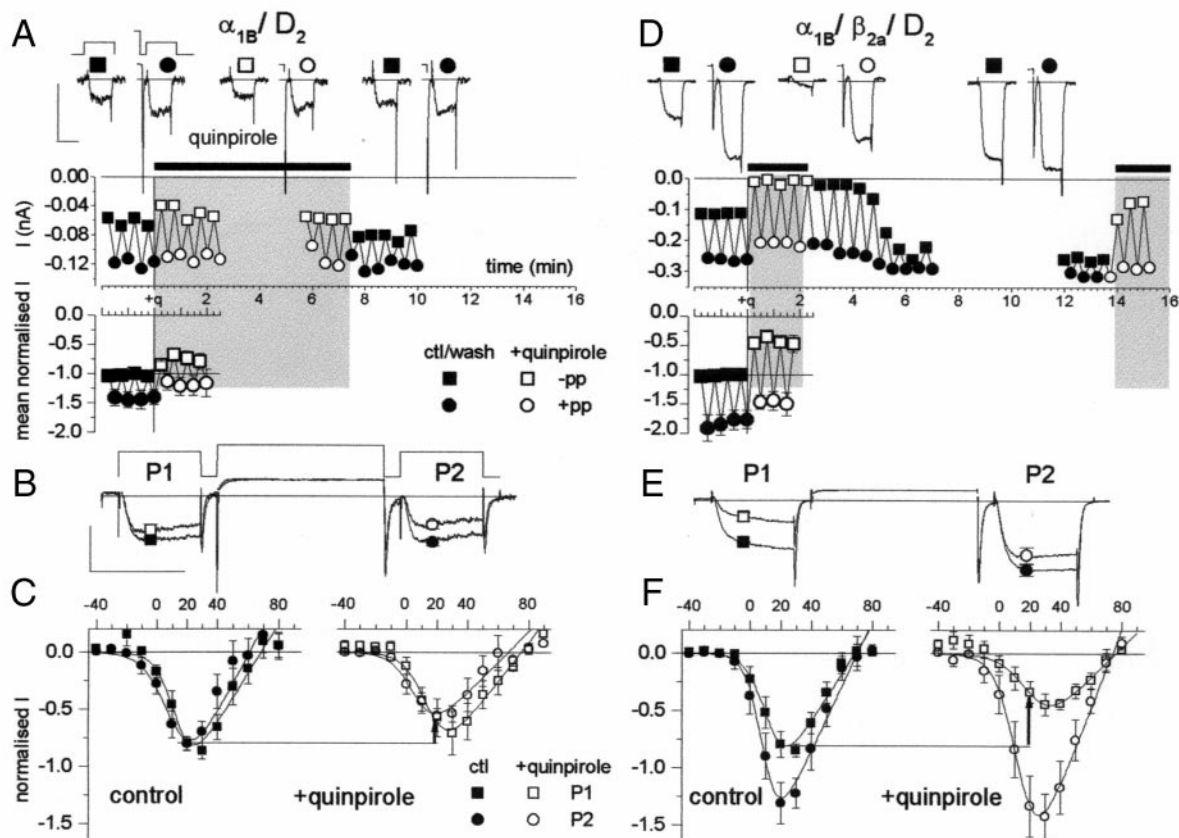 A
α1B/ D2
quinpirole
0.00
-0.04
-0.08
-0.12
I (nA)
time (min)
+q 2 4 6 8 10 12 14 16
0.0
-0.5
-1.0
-1.5
-2.0
mean normalised I
ctl/wash +quinpirole
-pp
+pp
B
P1
P2
C
-40 0 20 40 80
-40 0 20 40 80
0.0
-0.5
-1.0
-1.5
normalised I
control
+quinpirole
ctl +quinpirole
P1
P2
D
α1B/ β2a/ D2
0.0
-0.1
-0.2
-0.3
+q 2 4 6 8 10 12 14 16
0.0
-0.5
-1.0
-1.5
-2.0
E
P1
P2
F
-40 0 20 40 80
-40 0 20 40 80
0.0
-0.5
-1.0
-1.5
control
+quinpirole